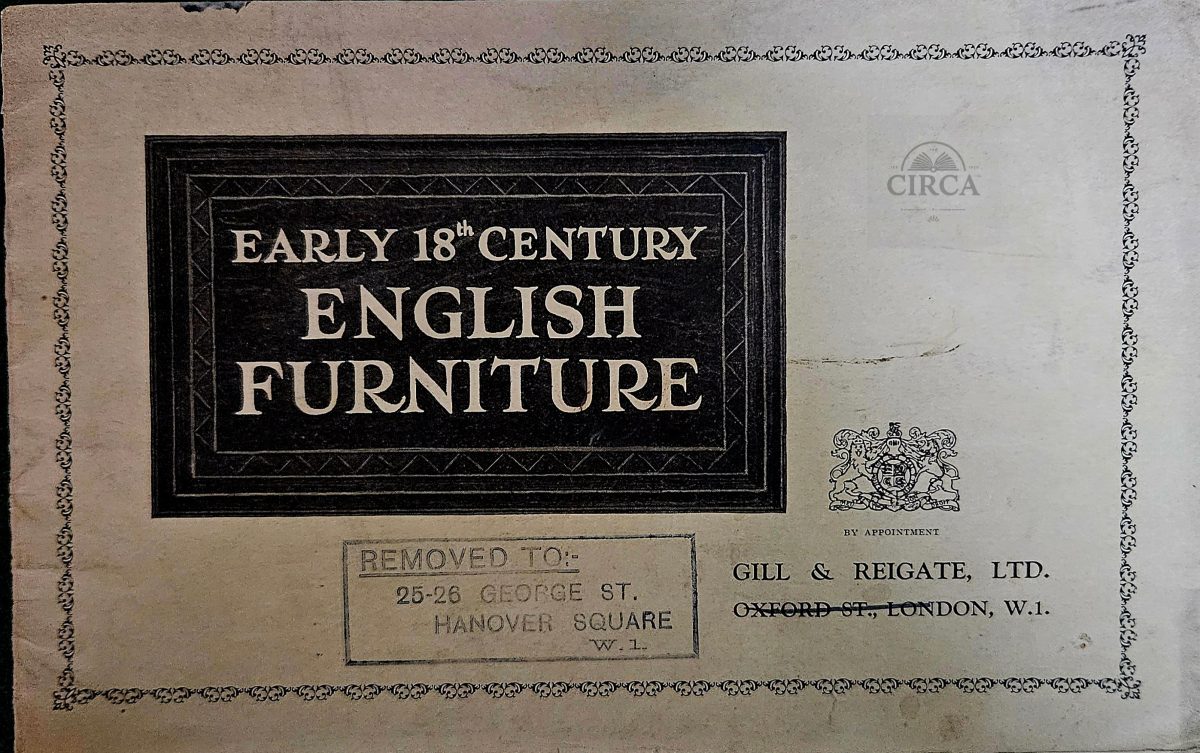 CIRCA
EARLY 18th CENTURY
ENGLISH
FURNITURE
BY APPOINTMENT
REMOVED TO:-
25-26 GEORGE ST.
HANOVER SQUARE
W.1.
GILL & REIGATE, LTD.
OXFORD ST., LONDON, W.1.